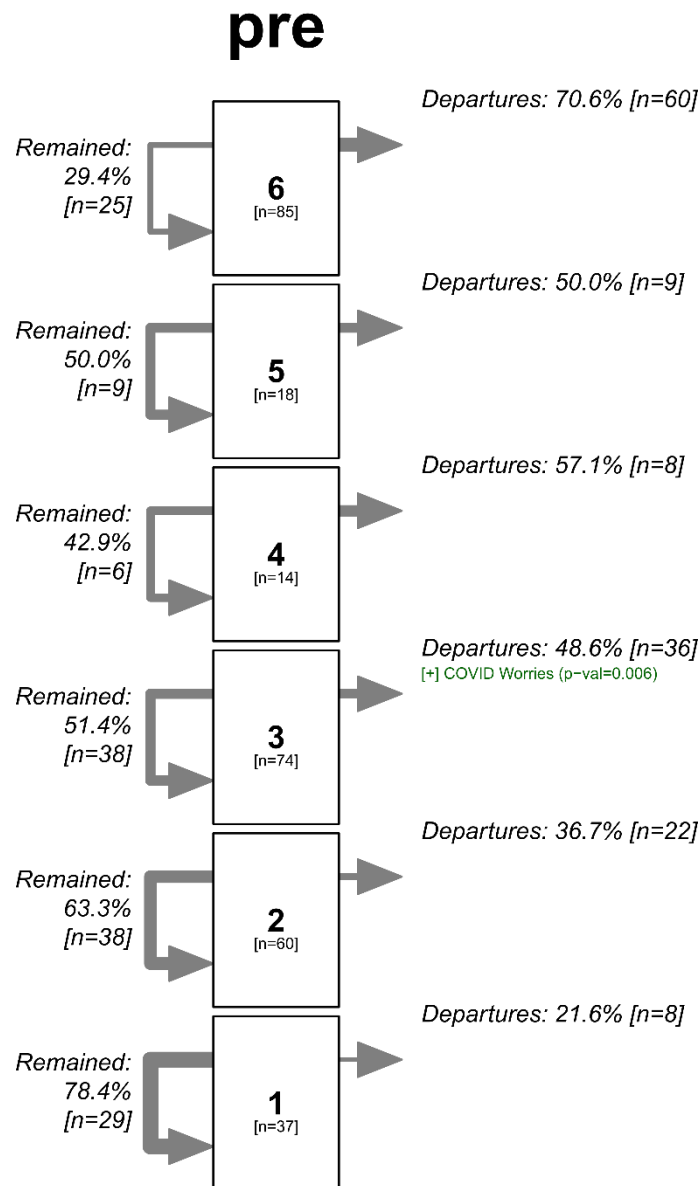 pre
Departures: 70.6% [n=60]
Remained:
29.4%
[n=25]
6
[n=85]
Departures: 50.0% [n=9]
Remained:
50.0%
[n=9]
5
[n=18]
Departures: 57.1% [n=8]
Remained:
42.9%
[n=6]
4
[n=14]
Departures: 48.6% [n=36]
[+] COVID Worries (p−val=0.006)
Remained:
51.4%
[n=38]
3
[n=74]
Departures: 36.7% [n=22]
Remained:
63.3%
[n=38]
2
[n=60]
Departures: 21.6% [n=8]
Remained:
78.4%
[n=29]
1
[n=37]